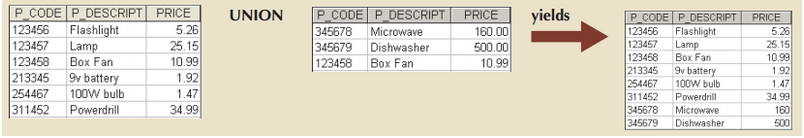 P_CODE P_DESCRIPT PRICE
123456 Flashlight 5.26
123457 Lamp 25.15
123458 Box Fan 10.99
213345 9v battery 1.92
254467 100W bulb 1.47
311452 Powerdrill 34.99
UNION
P_CODE P_DESCRIPT PRICE
345678 Microwave 160.00
345679 Dishwasher 500.00
123458 Box Fan 10.99
yields
P_CODE P_DESCRIPT PRICE
123456 Flashlight 5.26
123457 Lamp 25.15
123458 Box Fan 10.99
213345 9v battery 1.92
254467 100W bulb 1.47
311452 Powerdrill 34.99
345678 Microwave 160
345679 Dishwasher 500